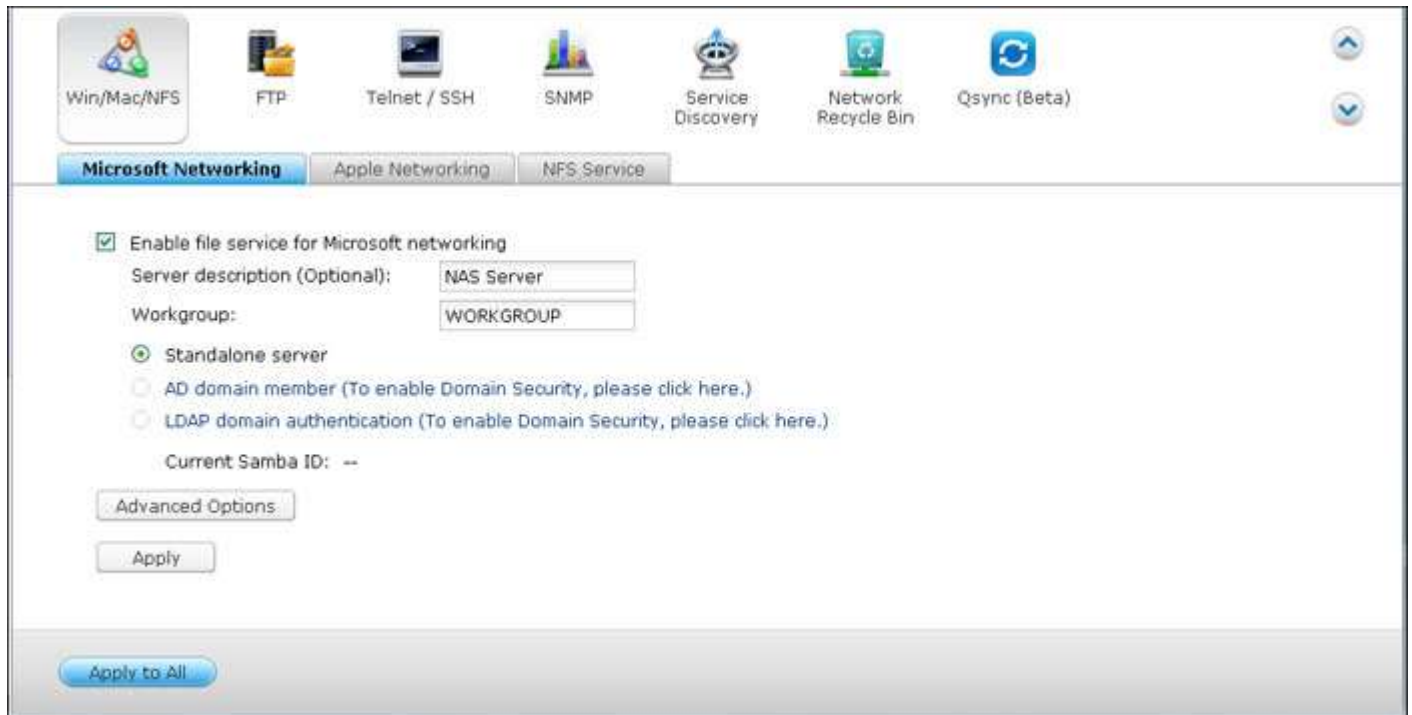 Win/Mac/NFS
FTP
Telnet / SSH
SNMP
Service
Discovery
Network
Recycle Bin
Qsync (Beta)
Microsoft Networking
Apple Networking
NFS Service
Enable file service for Microsoft networking
Server description (Optional): NAS Server
Workgroup: WORKGROUP
Standalone server
AD domain member (To enable Domain Security, please click here.)
LDAP domain authentication (To enable Domain Security, please click here.)
Current Samba ID: --
Advanced Options
Apply
Apply to All